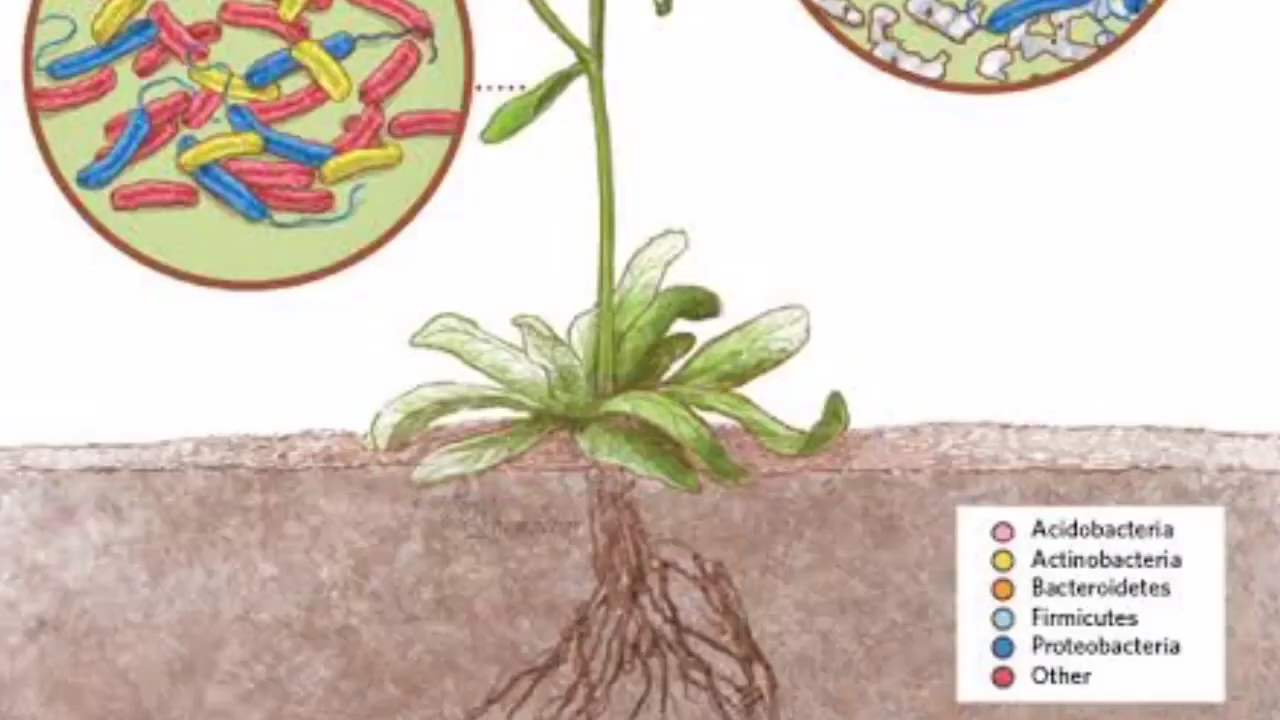 Acidobacteria
Actinobacteria
Bacteroidetes
Firmicutes
Proteobacteria
Other